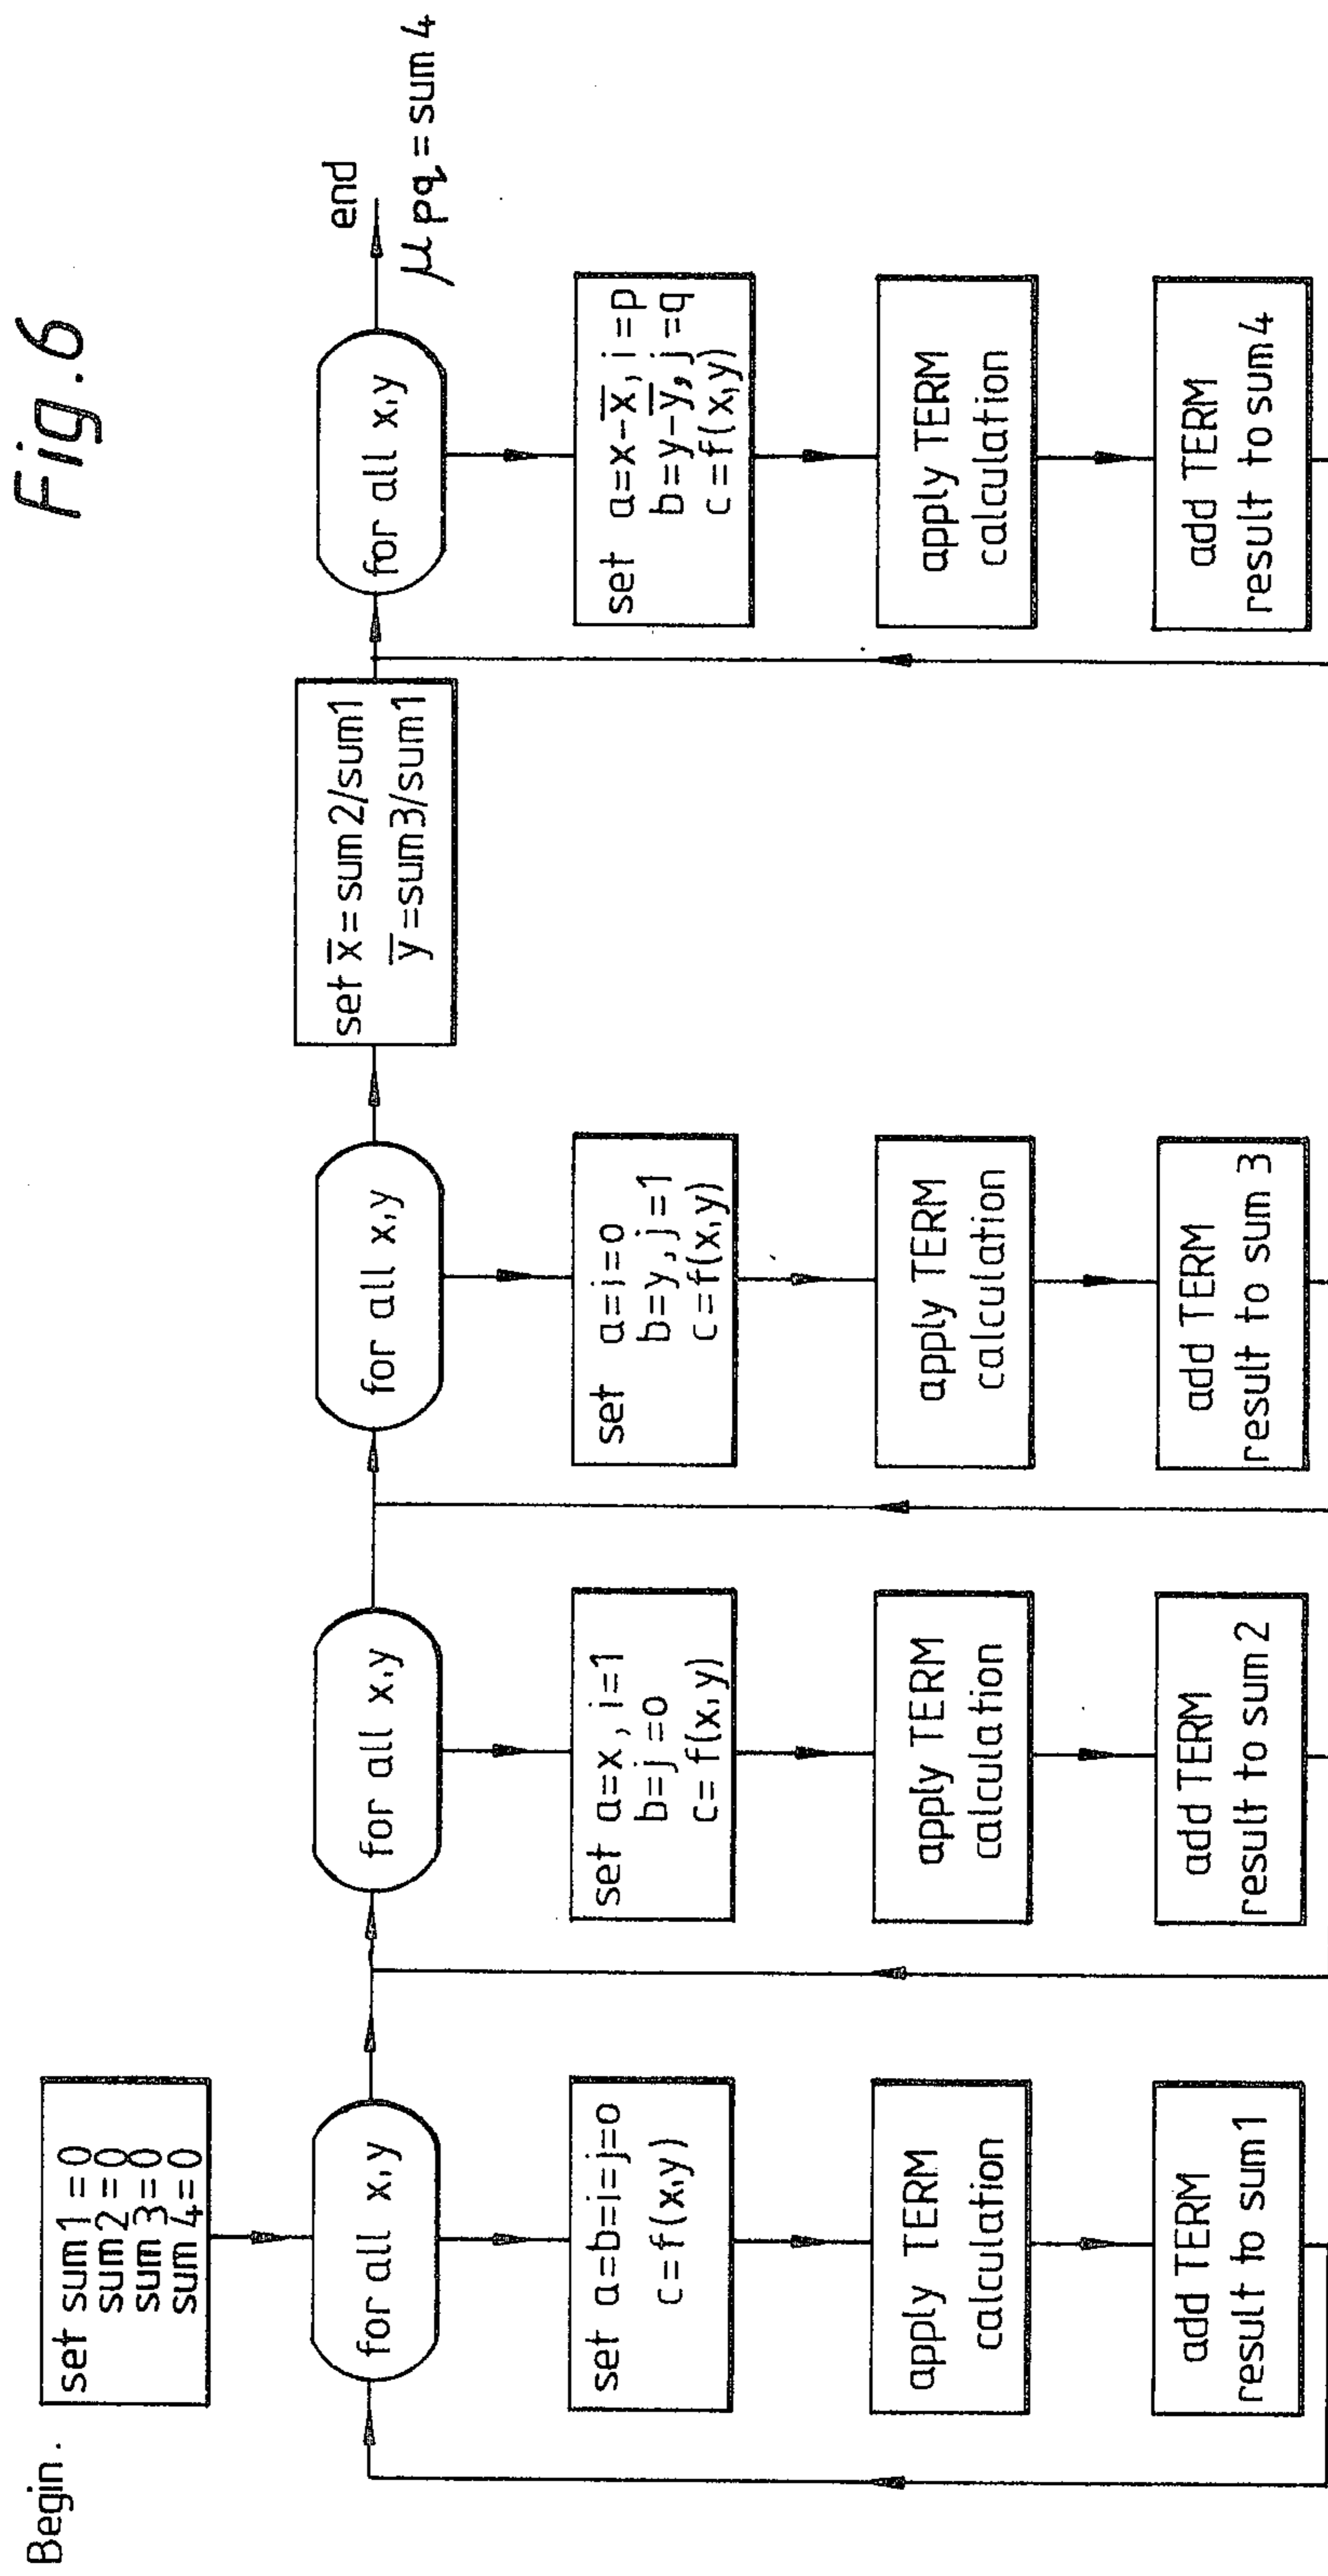 Fig.6
Begin.
set sum1=0
sum2=0
sum3=0
sum4=0
for all x,y
set a=b=i=j=o
c=f(x,y)
apply TERM
calculation
add TERM
result to sum1
for all x,y
set a=x, i=1
b=j=o
c=f(x,y)
apply TERM
calculation
add TERM
result to sum2
for all x,y
set a=i=o
b=y, j=1
c=f(x,y)
apply TERM
calculation
add TERM
result to sum 3
set x̅=sum2/sum1
y̅=sum3/sum1
for all x,y
set a=x-x̅, i=p
b=y-y̅, j=q
c=f(x,y)
apply TERM
calculation
add TERM
result to sum4
end
μpq=sum4